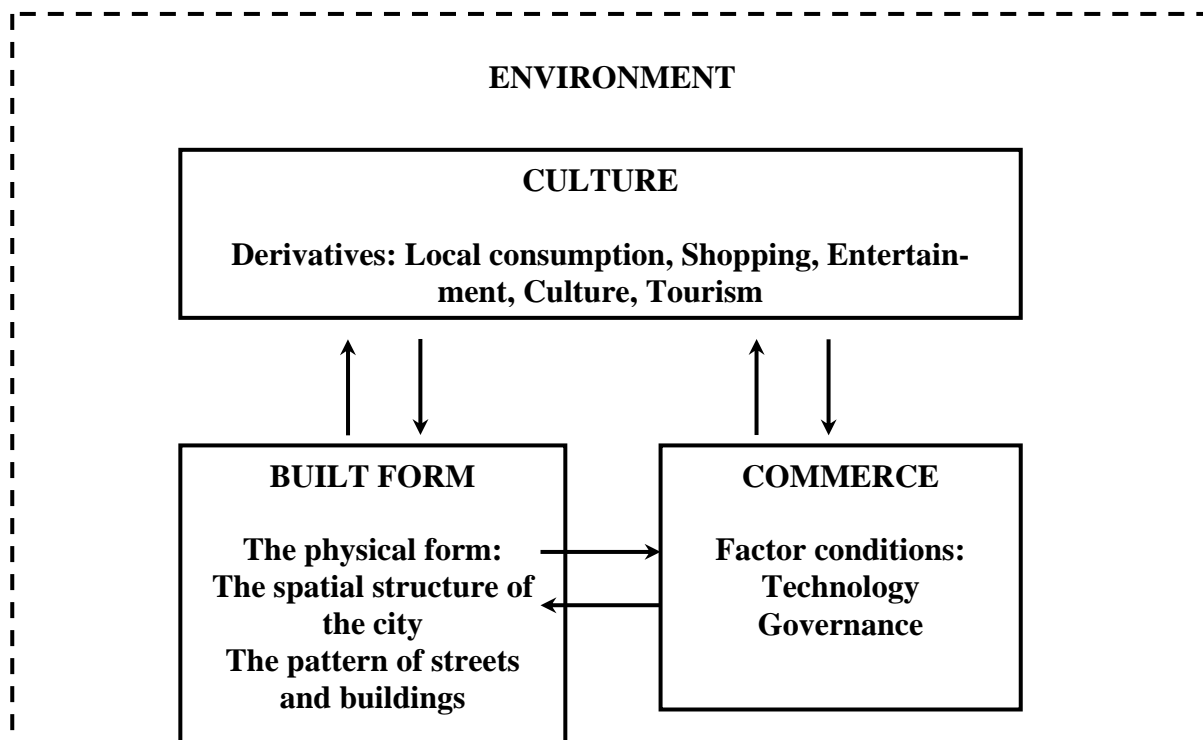 ENVIRONMENT
CULTURE
Derivatives: Local consumption, Shopping, Entertain-
ment, Culture, Tourism
BUILT FORM
The physical form:
The spatial structure of
the city
The pattern of streets
and buildings
COMMERCE
Factor conditions:
Technology
Governance